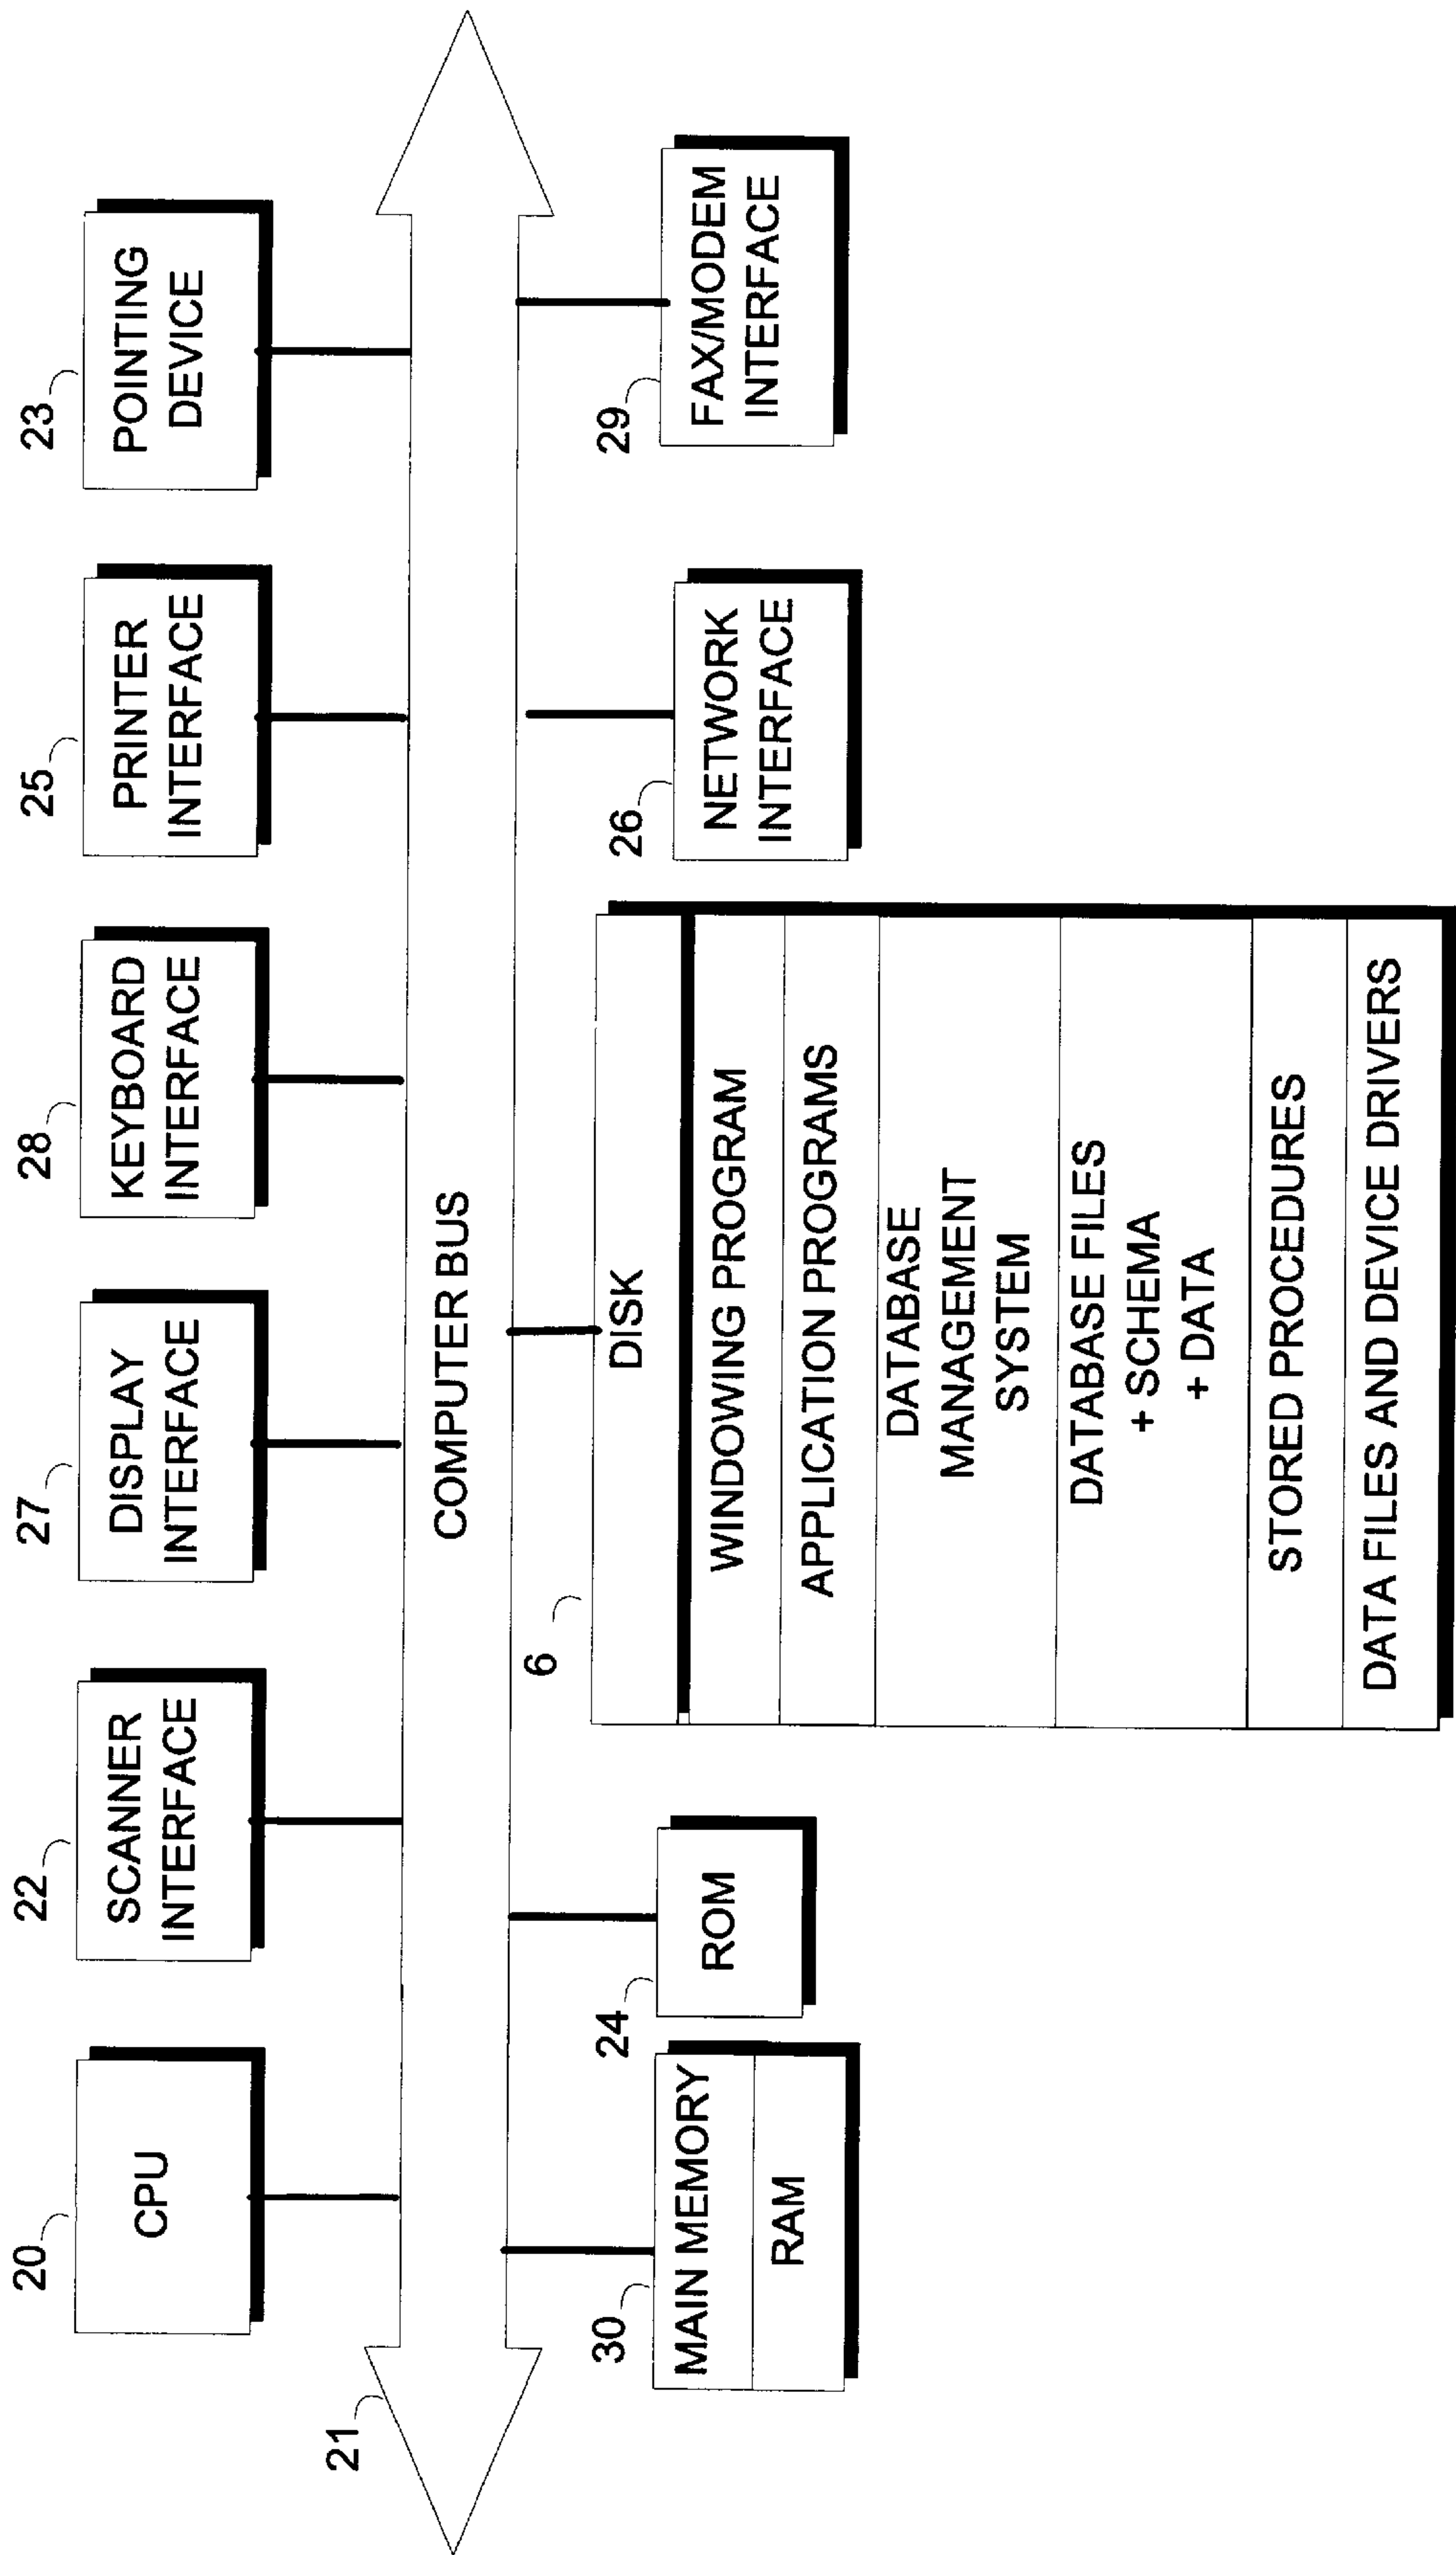 20
CPU
22
SCANNER
INTERFACE
27
DISPLAY
INTERFACE
28
KEYBOARD
INTERFACE
25
PRINTER
INTERFACE
23
POINTING
DEVICE
21
COMPUTER BUS
30
MAIN MEMORY
RAM
24
ROM
6
DISK
WINDOWING PROGRAM
APPLICATION PROGRAMS
DATABASE
MANAGEMENT
SYSTEM
DATABASE FILES
+ SCHEMA
+ DATA
STORED PROCEDURES
DATA FILES AND DEVICE DRIVERS
26
NETWORK
INTERFACE
29
FAX/MODEM
INTERFACE